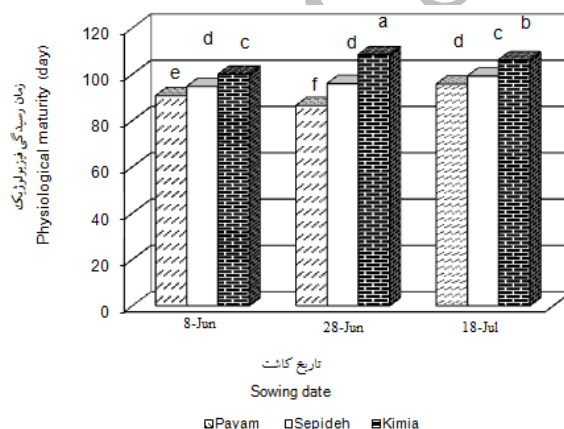 a
b
d c
d
d c
e
f
120
100
80
60
40
20
0
زمان رسیدگی فیزیولوژیک
Physiological maturity (day)
8-Jun 28-Jun 18-Jul
تاریخ کاشت
Sowing date
Payam Sepideh Kimia